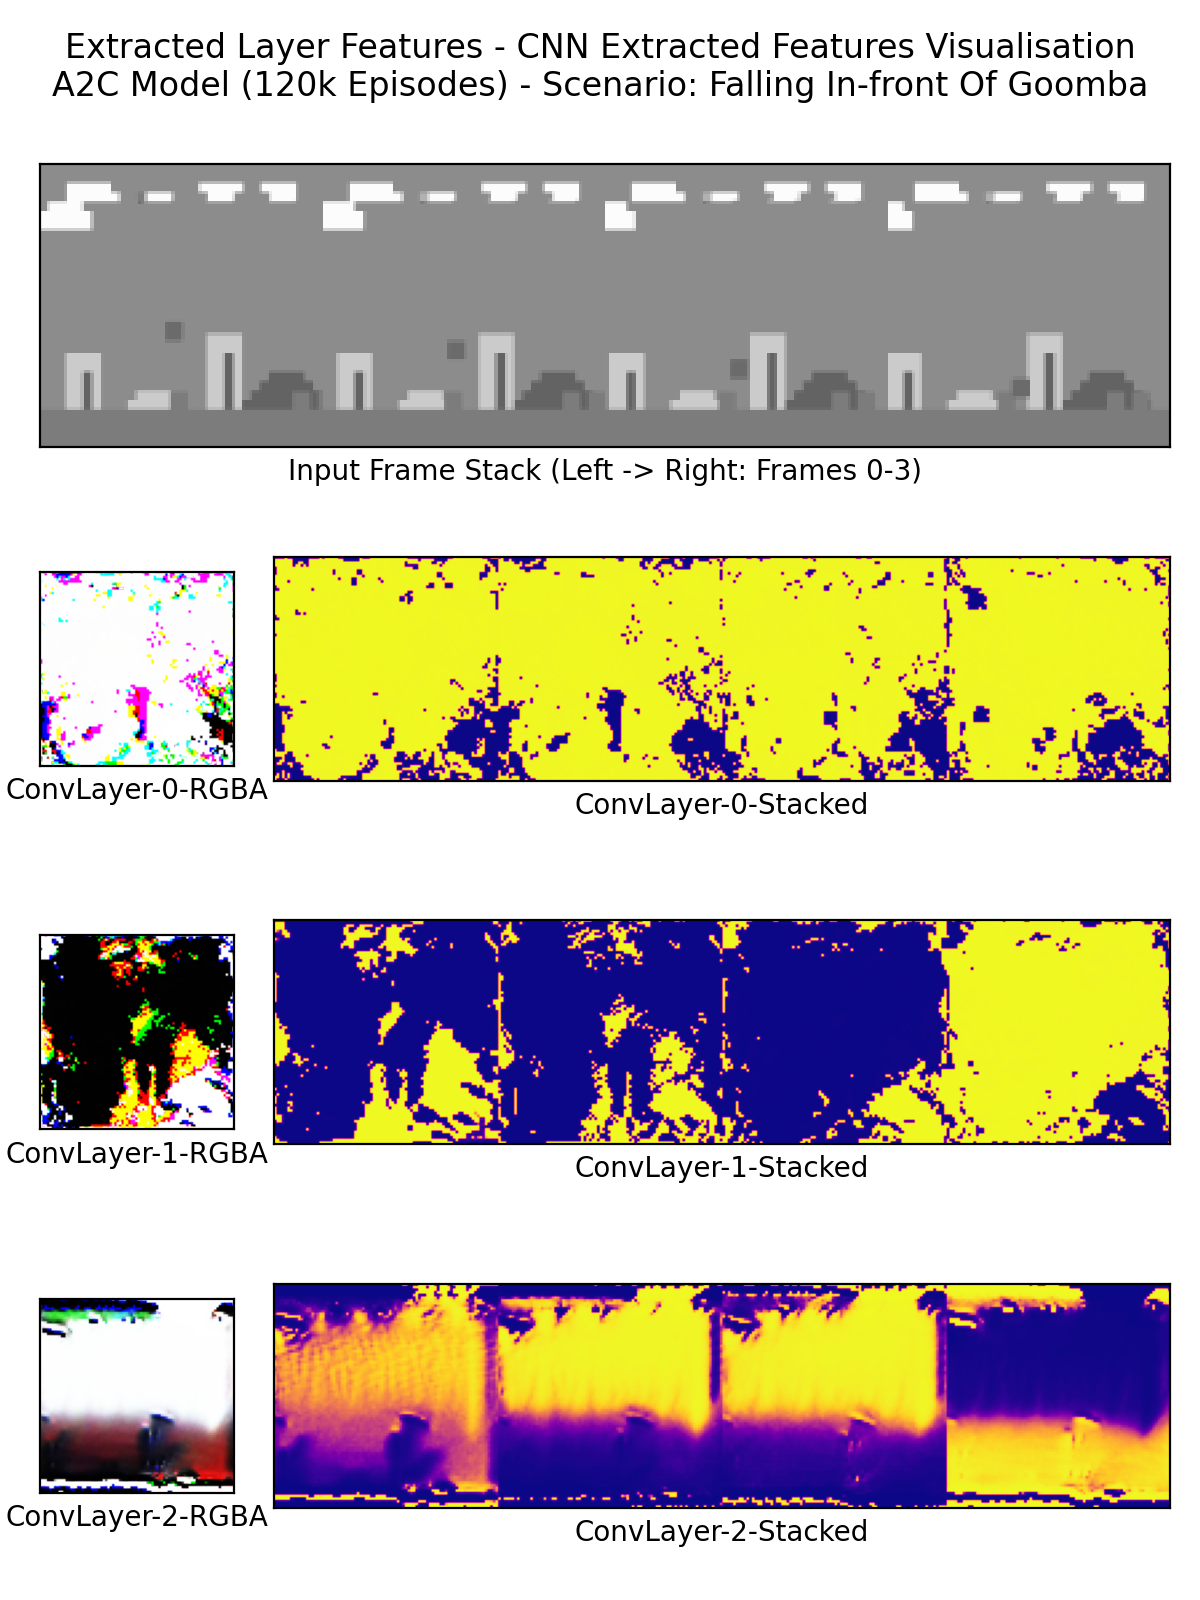 Extracted Layer Features - CNN Extracted Features Visualisation
A2C Model (120k Episodes) - Scenario: Falling In-front Of Goomba
Input Frame Stack (Left -> Right: Frames 0-3)
ConvLayer-0-RGBA
ConvLayer-0-Stacked
ConvLayer-1-RGBA
ConvLayer-1-Stacked
ConvLayer-2-RGBA
ConvLayer-2-Stacked